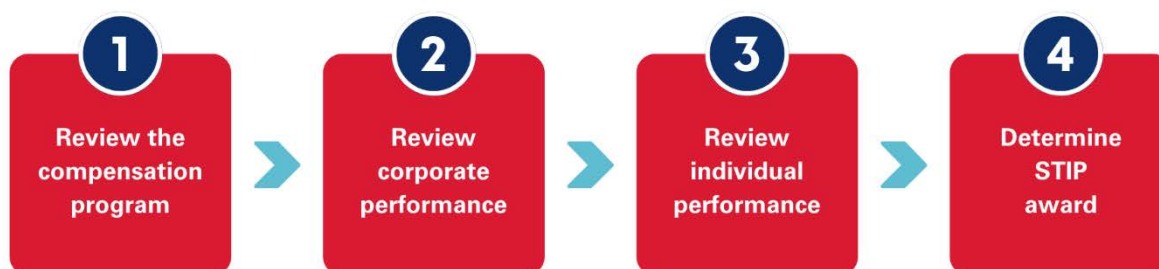 1
Review the
compensation
program
2
Review
corporate
performance
3
Review
individual
performance
4
Determine
STIP
award